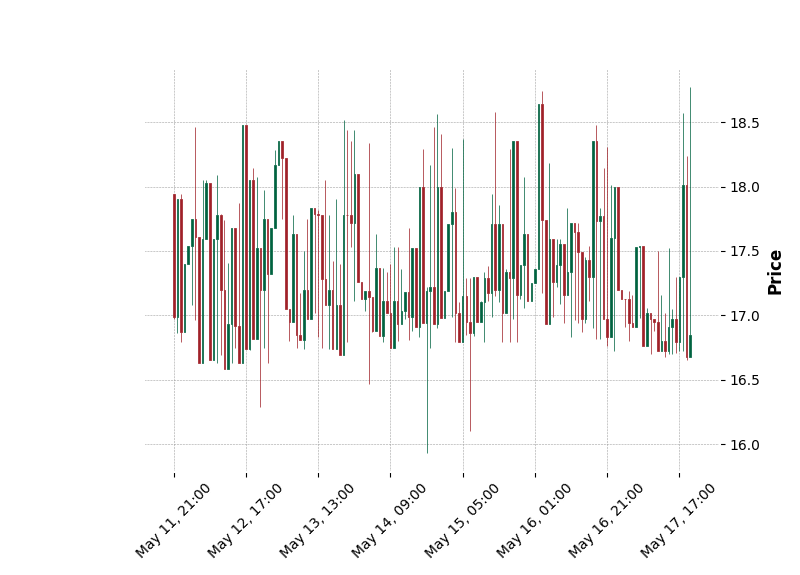 18.5
18.0
17.5
17.0
16.5
16.0
Price
May 11, 21:00
May 12, 17:00
May 13, 13:00
May 14, 09:00
May 15, 05:00
May 16, 01:00
May 16, 21:00
May 17, 17:00